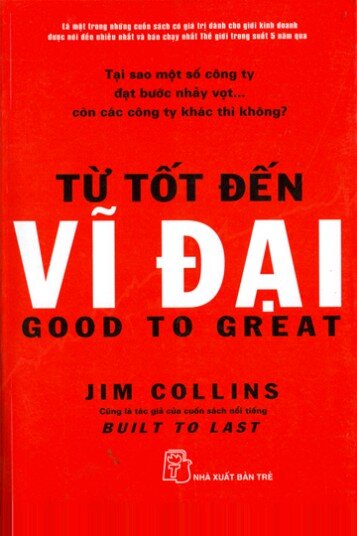 Là một trong những cuốn sách có giá trị dành cho giới kinh doanh
được nói đến nhiều nhất và bán chạy nhất Thế giới trong suốt 5 năm qua
Tại sao một số công ty
đạt bước nhảy vọt...
còn các công ty khác thì không?
TỪ TỐT ĐẾN
VĨ ĐẠI
GOOD TO GREAT
JIM COLLINS
Cũng là tác giả của cuốn sách nổi tiếng
BUILT TO LAST
NHÀ XUẤT BẢN TRẺ